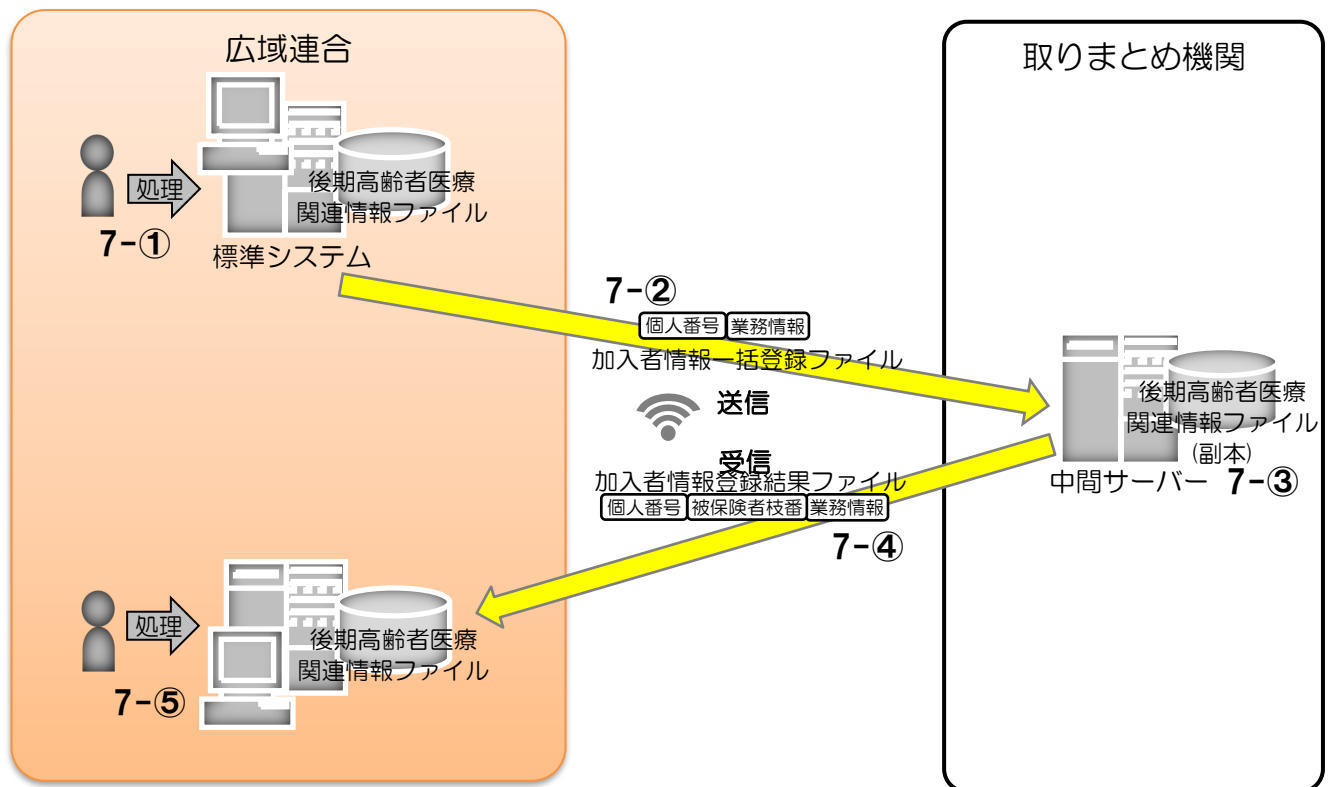 広域連合
処理
7-①
後期高齢者医療
関連情報ファイル
標準システム
7-②
個人番号 業務情報
加入者情報一括登録ファイル
送信
受信
加入者情報登録結果ファイル
個人番号 被保険者枝番 業務情報
7-④
取りまとめ機関
後期高齢者医療
関連情報ファイル
(副本)
中間サーバー 7-③
処理
7-⑤
後期高齢者医療
関連情報ファイル